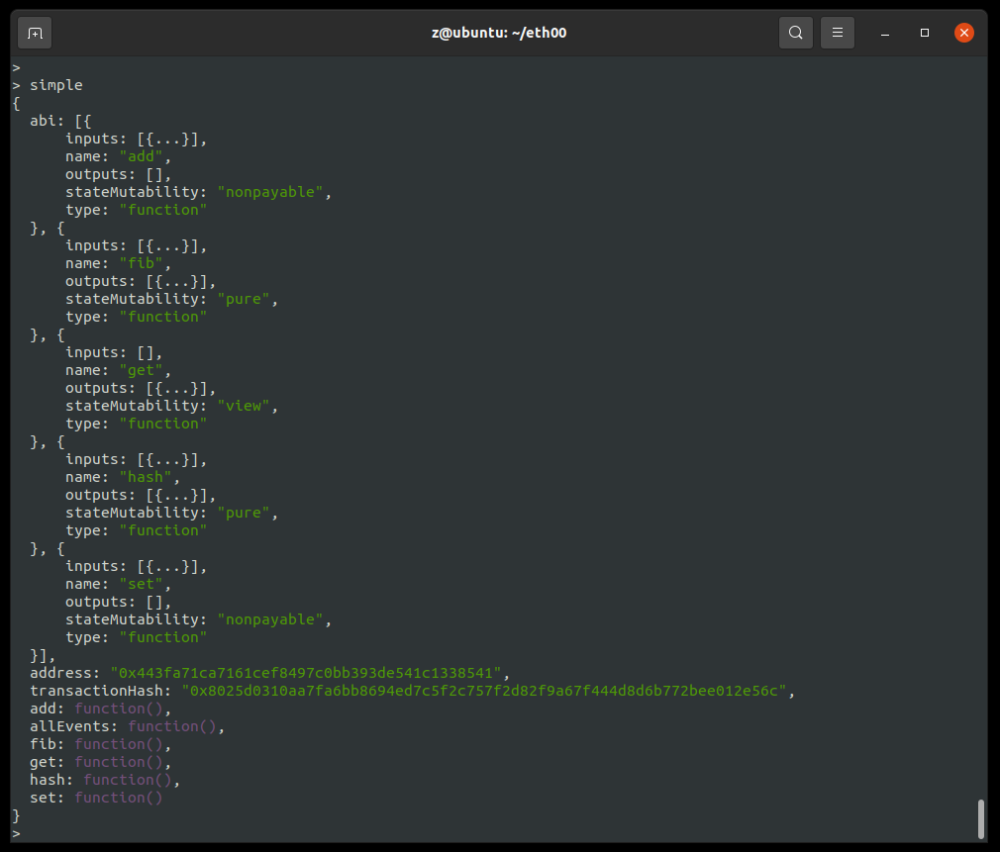 z@ubuntu: ~/eth00
>
> simple
{
  abi: [{
      inputs: [{...}],
      name: "add",
      outputs: [],
      stateMutability: "nonpayable",
      type: "function"
  }, {
      inputs: [{...}],
      name: "fib",
      outputs: [{...}],
      stateMutability: "pure",
      type: "function"
  }, {
      inputs: [],
      name: "get",
      outputs: [{...}],
      stateMutability: "view",
      type: "function"
  }, {
      inputs: [{...}],
      name: "hash",
      outputs: [{...}],
      stateMutability: "pure",
      type: "function"
  }, {
      inputs: [{...}],
      name: "set",
      outputs: [],
      stateMutability: "nonpayable",
      type: "function"
  }],
  address: "0x443fa71ca7161cef8497c0bb393de541c1338541",
  transactionHash: "0x8025d0310aa7fa6bb8694ed7c5f2c757f2d82f9a67f444d8d6b772bee012e56c",
  add: function(),
  allEvents: function(),
  fib: function(),
  get: function(),
  hash: function(),
  set: function()
}
>